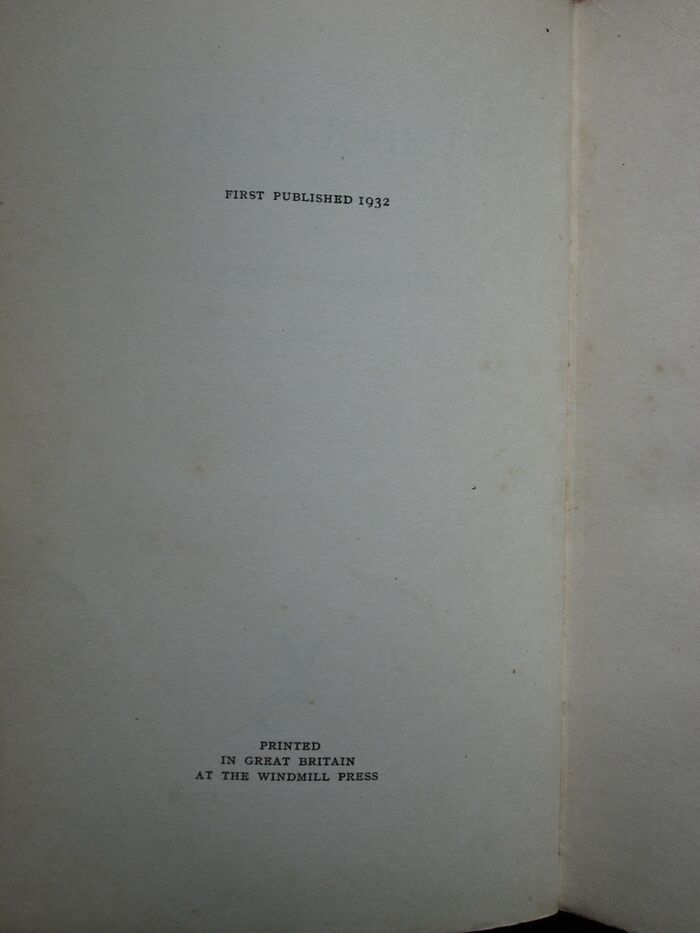 FIRST PUBLISHED 1932
PRINTED
IN GREAT BRITAIN
AT THE WINDMILL PRESS